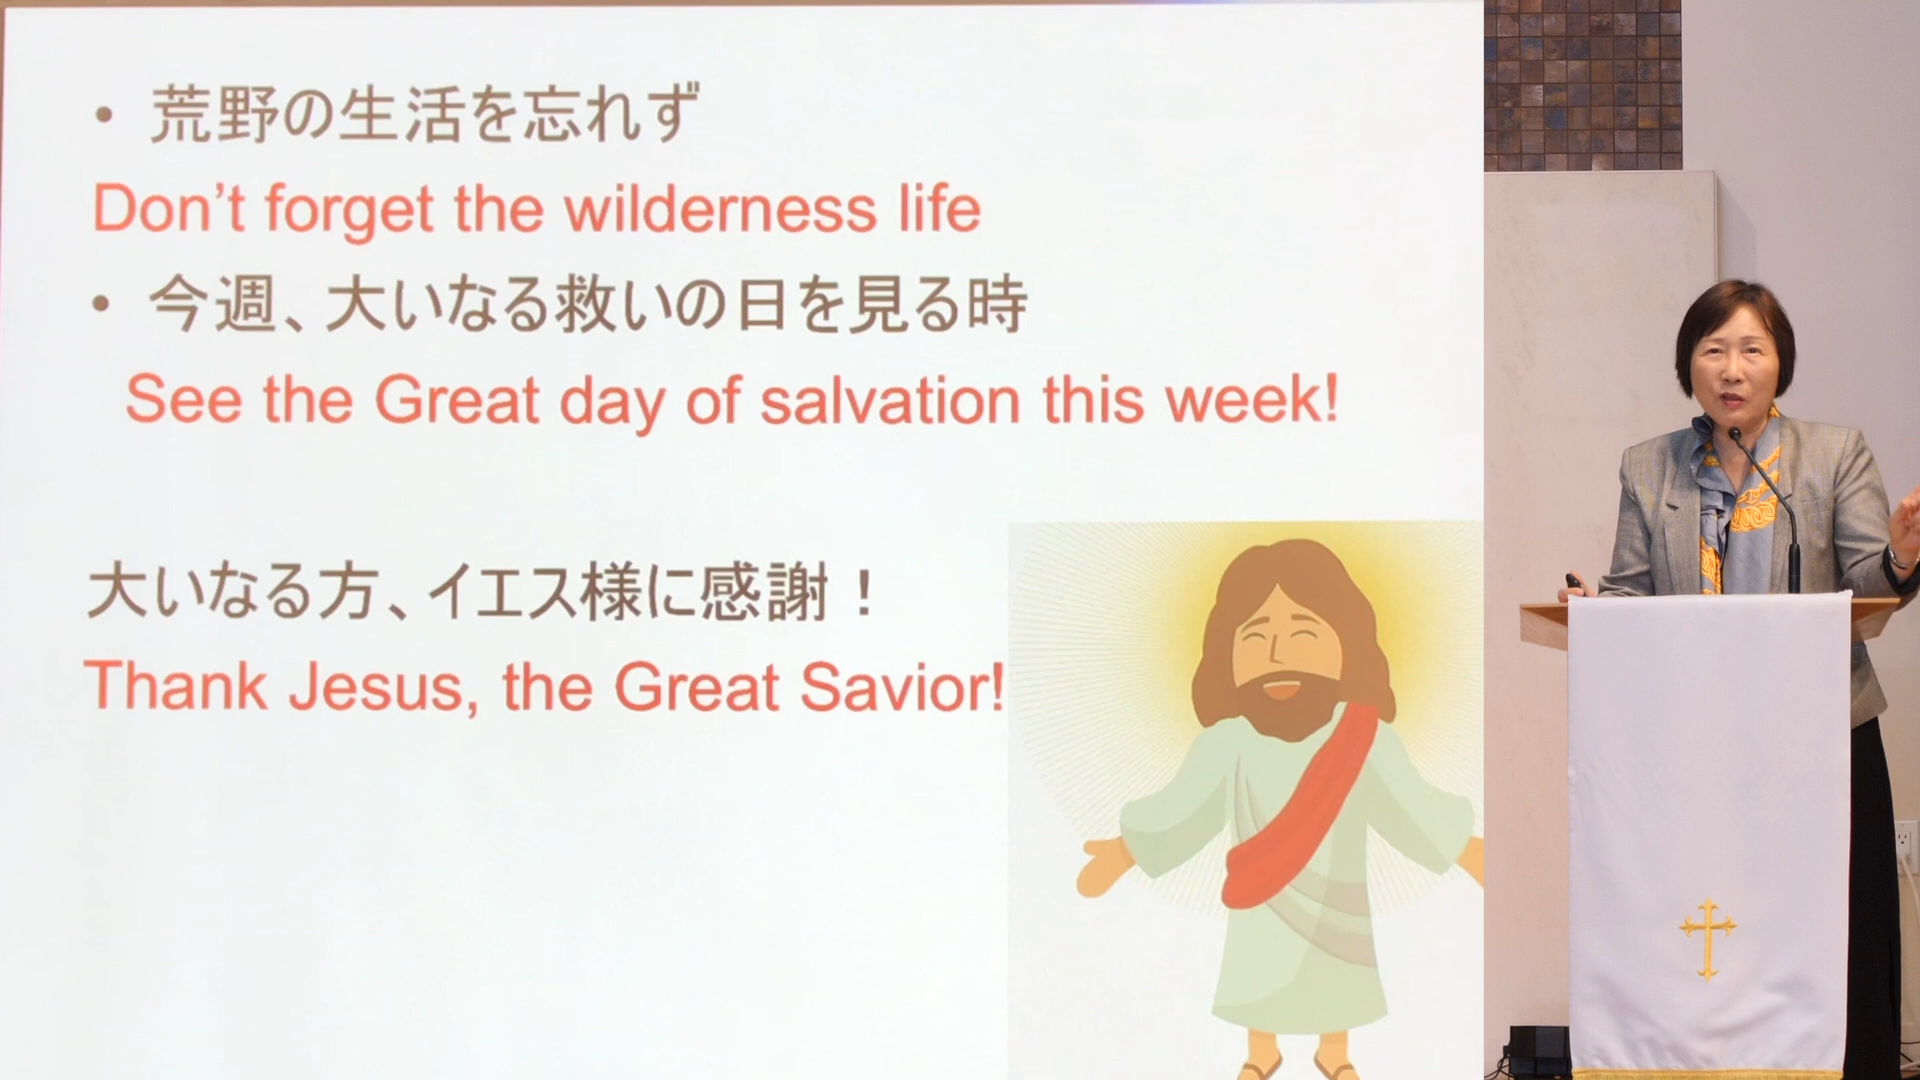 • 荒野の生活を忘れず
Don’t forget the wilderness life
• 今週、大いなる救いの日を見る時
See the Great day of salvation this week!
大いなる方、イエス様に感謝！
Thank Jesus, the Great Savior!